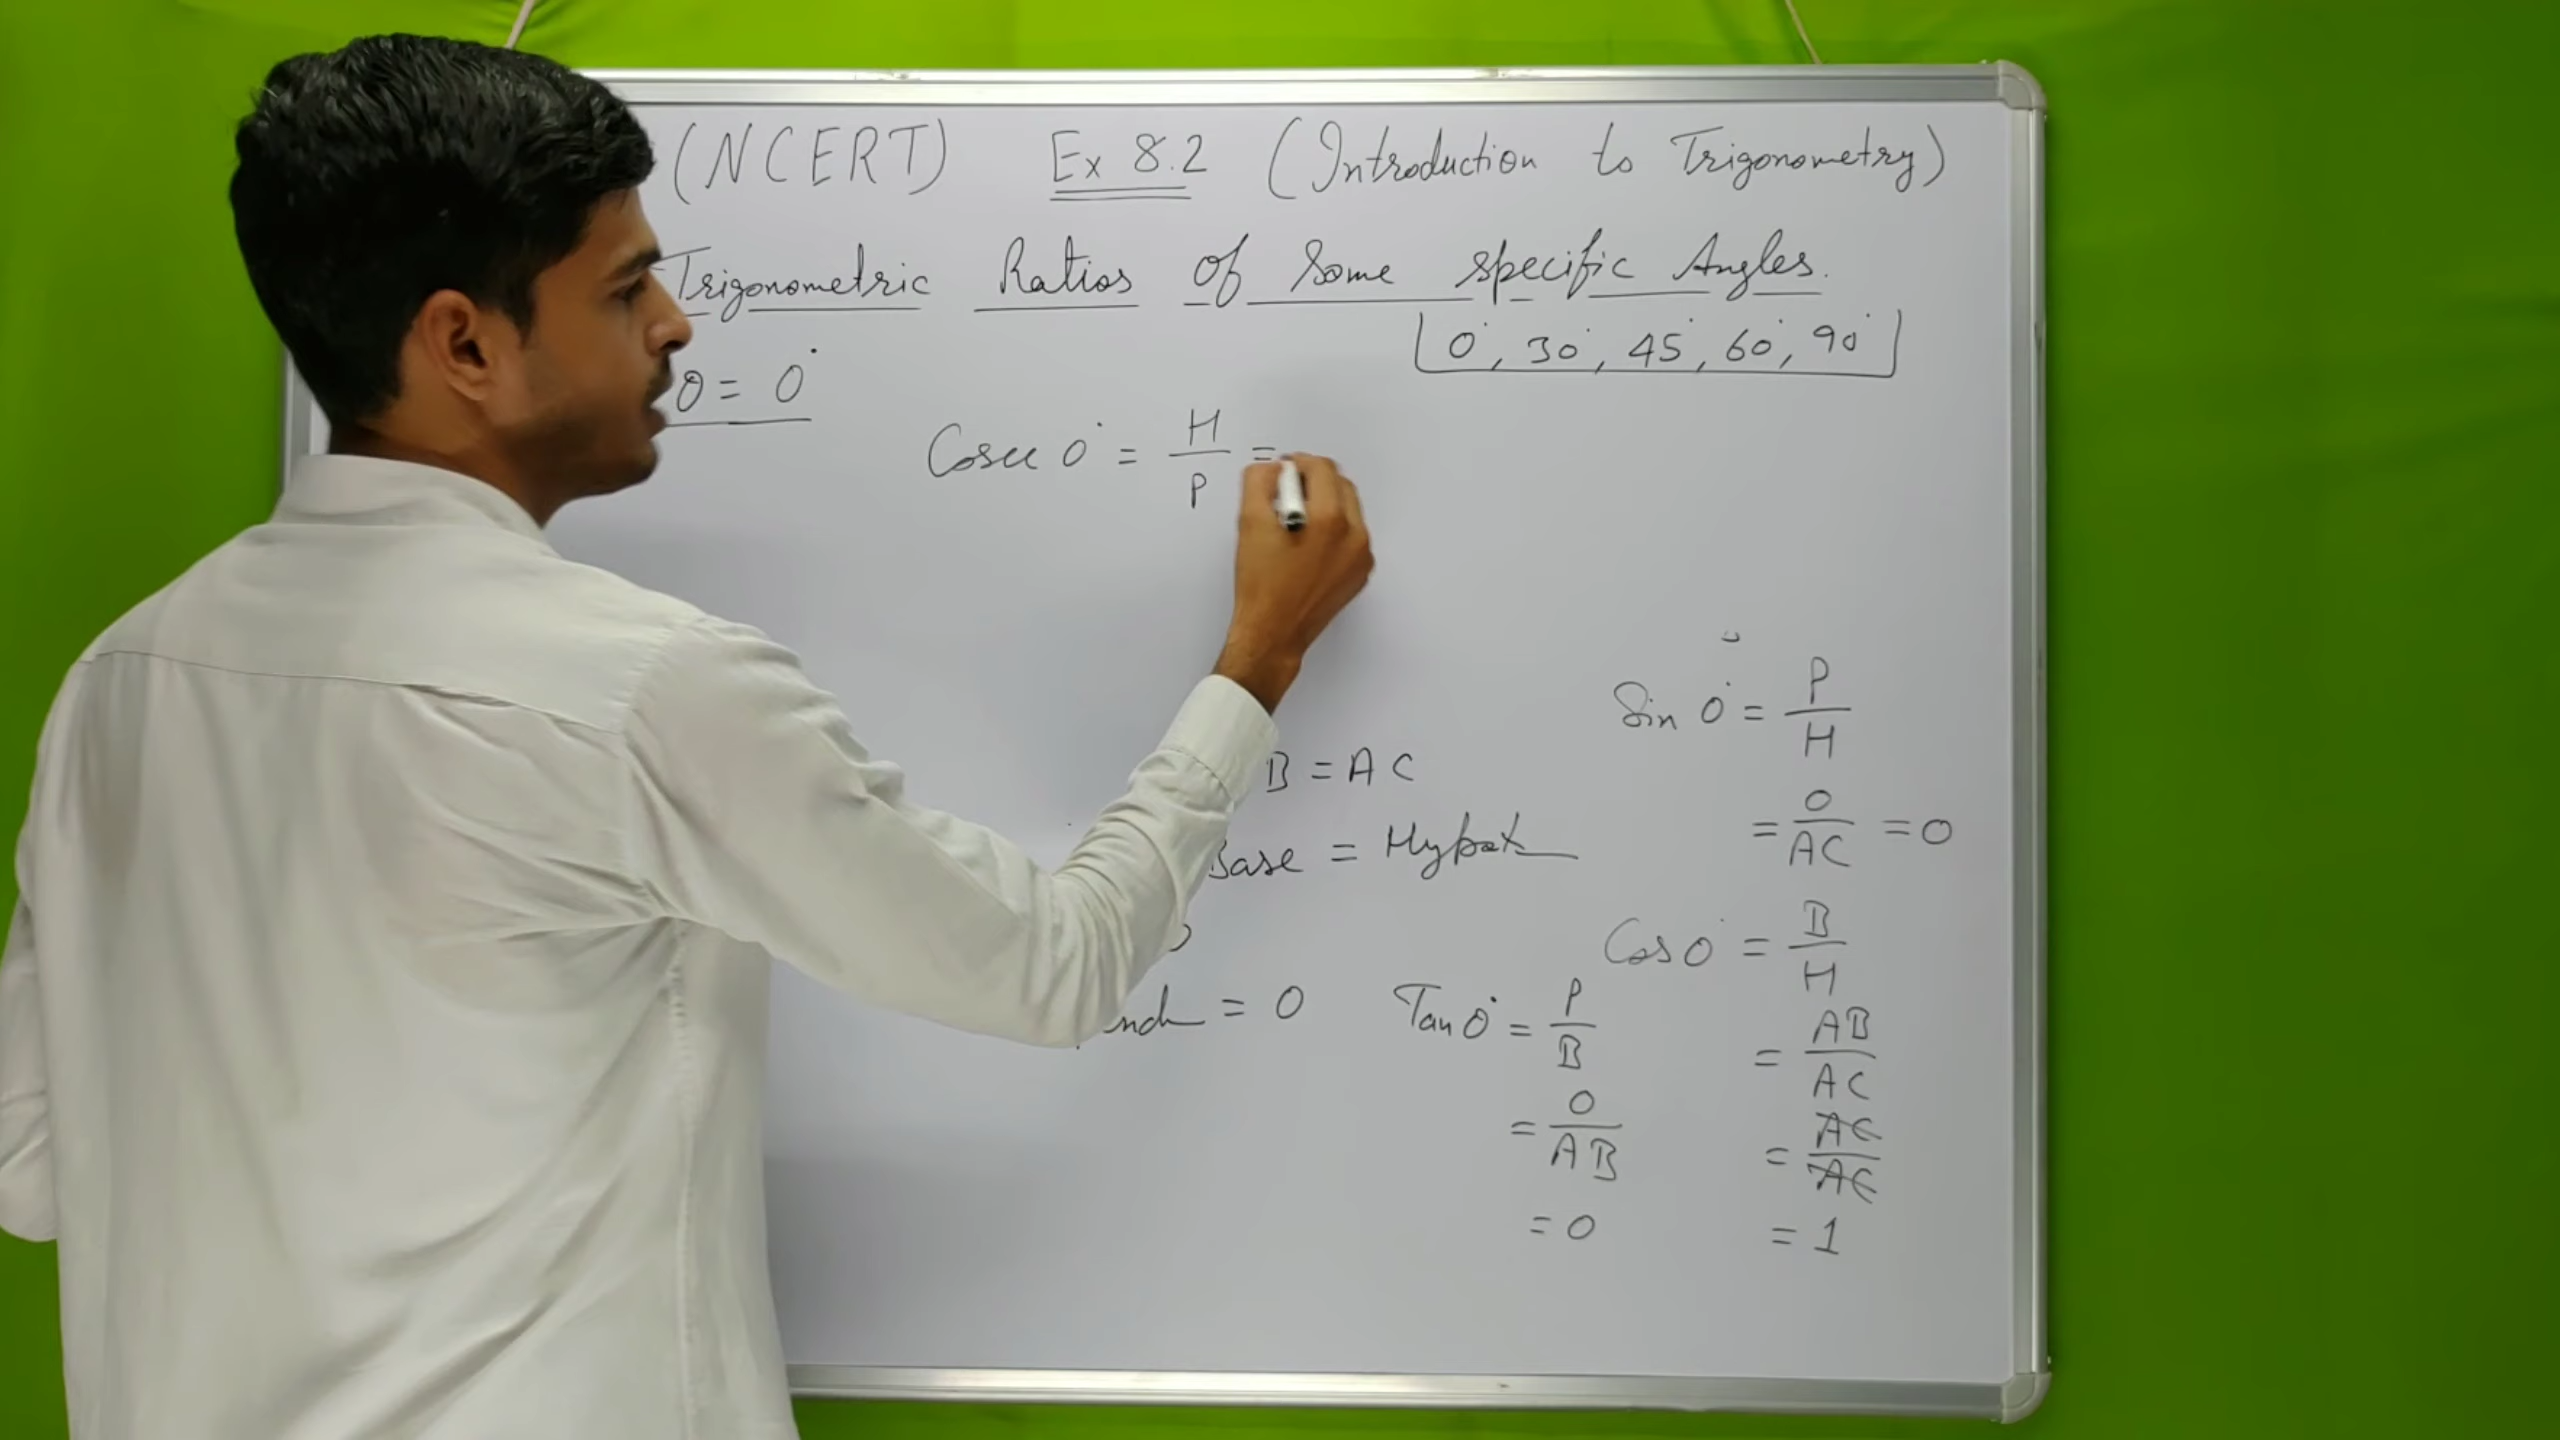 (NCERT) Ex 8.2 (Introduction to Trigonometry)
Trigonometric Ratios Of Some specific Angles.
0°, 30°, 45°, 60°, 90°
θ = 0°
Cosec 0° = H/P =
B = AC
Base =
= 0
Sin 0° = P/H
= 0/AC = 0
Cos 0° = B/H
= AB/AC
= AC/AC
= 1
Tan 0° = P/B
= 0/AB
= 0